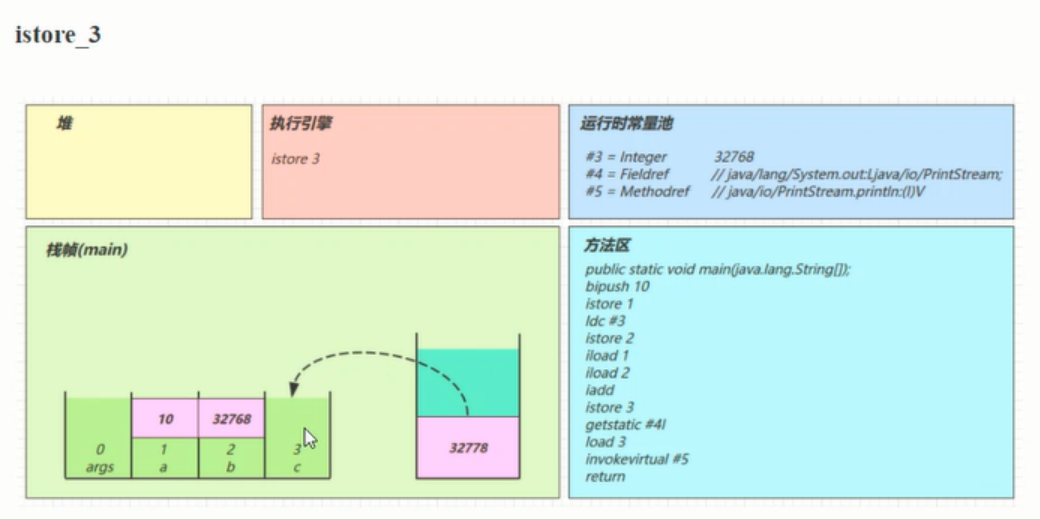 istore_3
堆
执行引擎
istore 3
运行时常量池
#3 = Integer 32768
#4 = Fieldref // java/lang/System.out:Ljava/io/PrintStream;
#5 = Methodref // java/io/PrintStream.println:(I)V
栈帧(main)
10 32768
0 1 2 3
args a b c
32778
方法区
public static void main(java.lang.String[]);
bipush 10
istore 1
ldc #3
istore 2
iload 1
iload 2
iadd
istore 3
getstatic #4l
load 3
invokevirtual #5
return